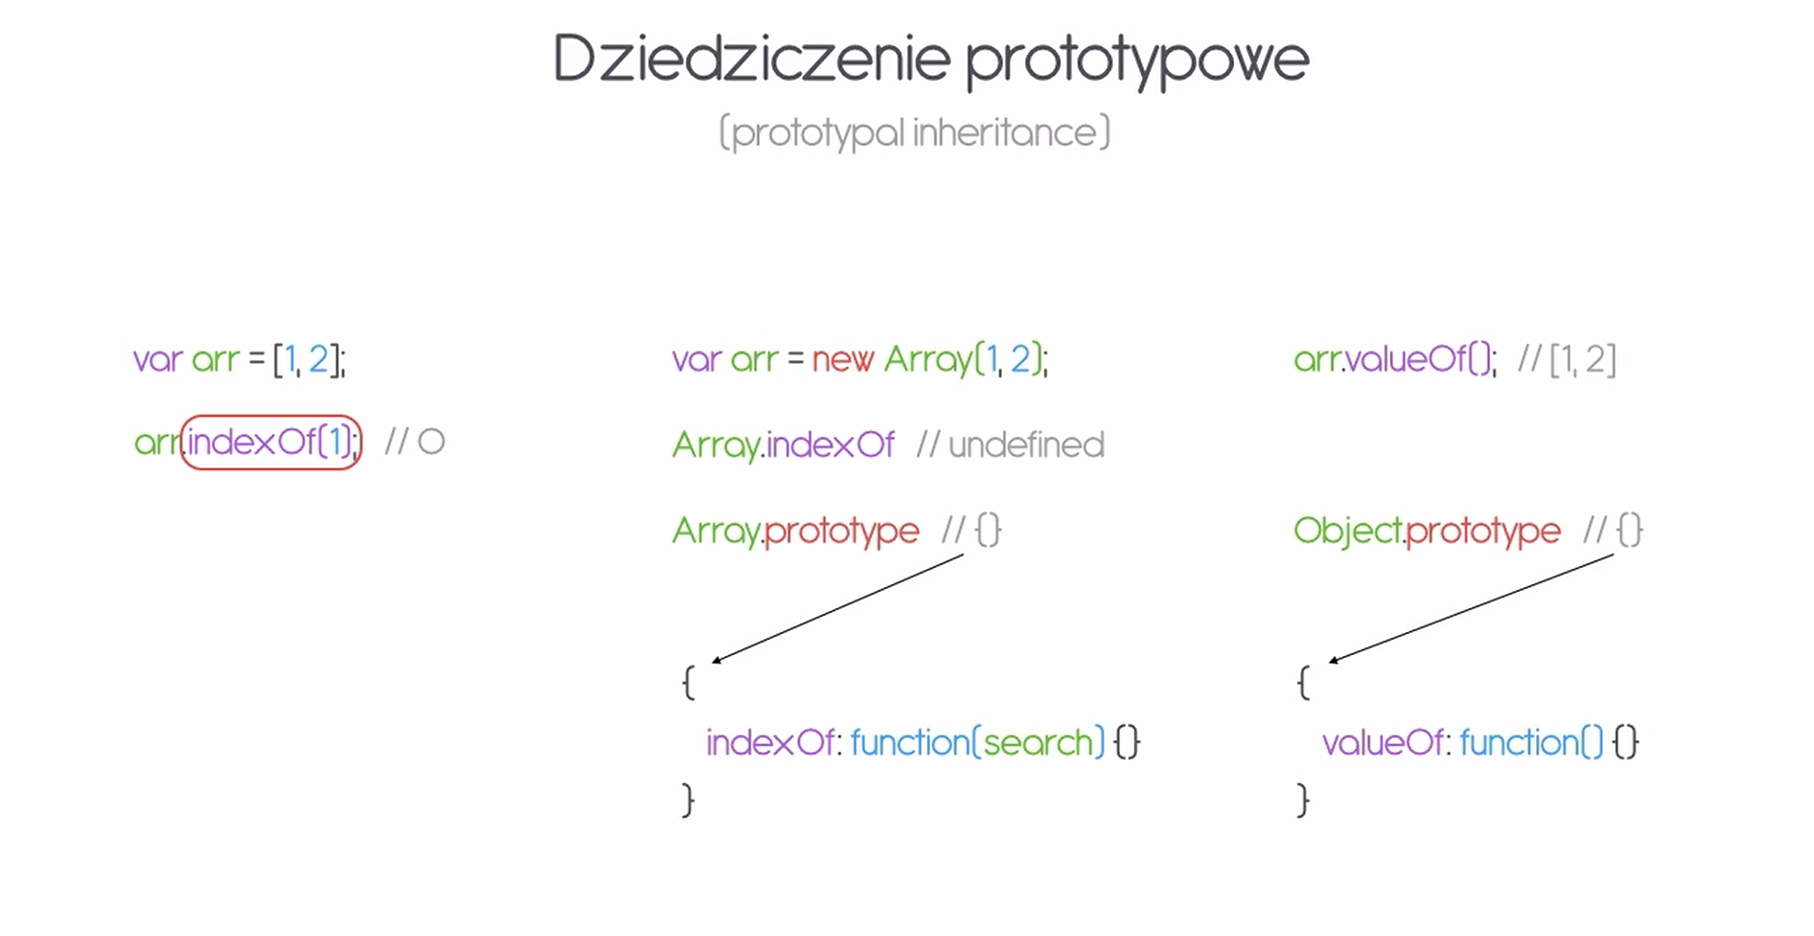 Dziedziczenie prototypowe
(prototypal inheritance)
var arr = [1, 2];
arr.indexOf(1); // 0
var arr = new Array(1, 2);
Array.indexOf // undefined
Array.prototype // {}
{
indexOf: function(search) {}
}
arr.valueOf(); // [1, 2]
Object.prototype // {}
{
valueOf: function() {}
}